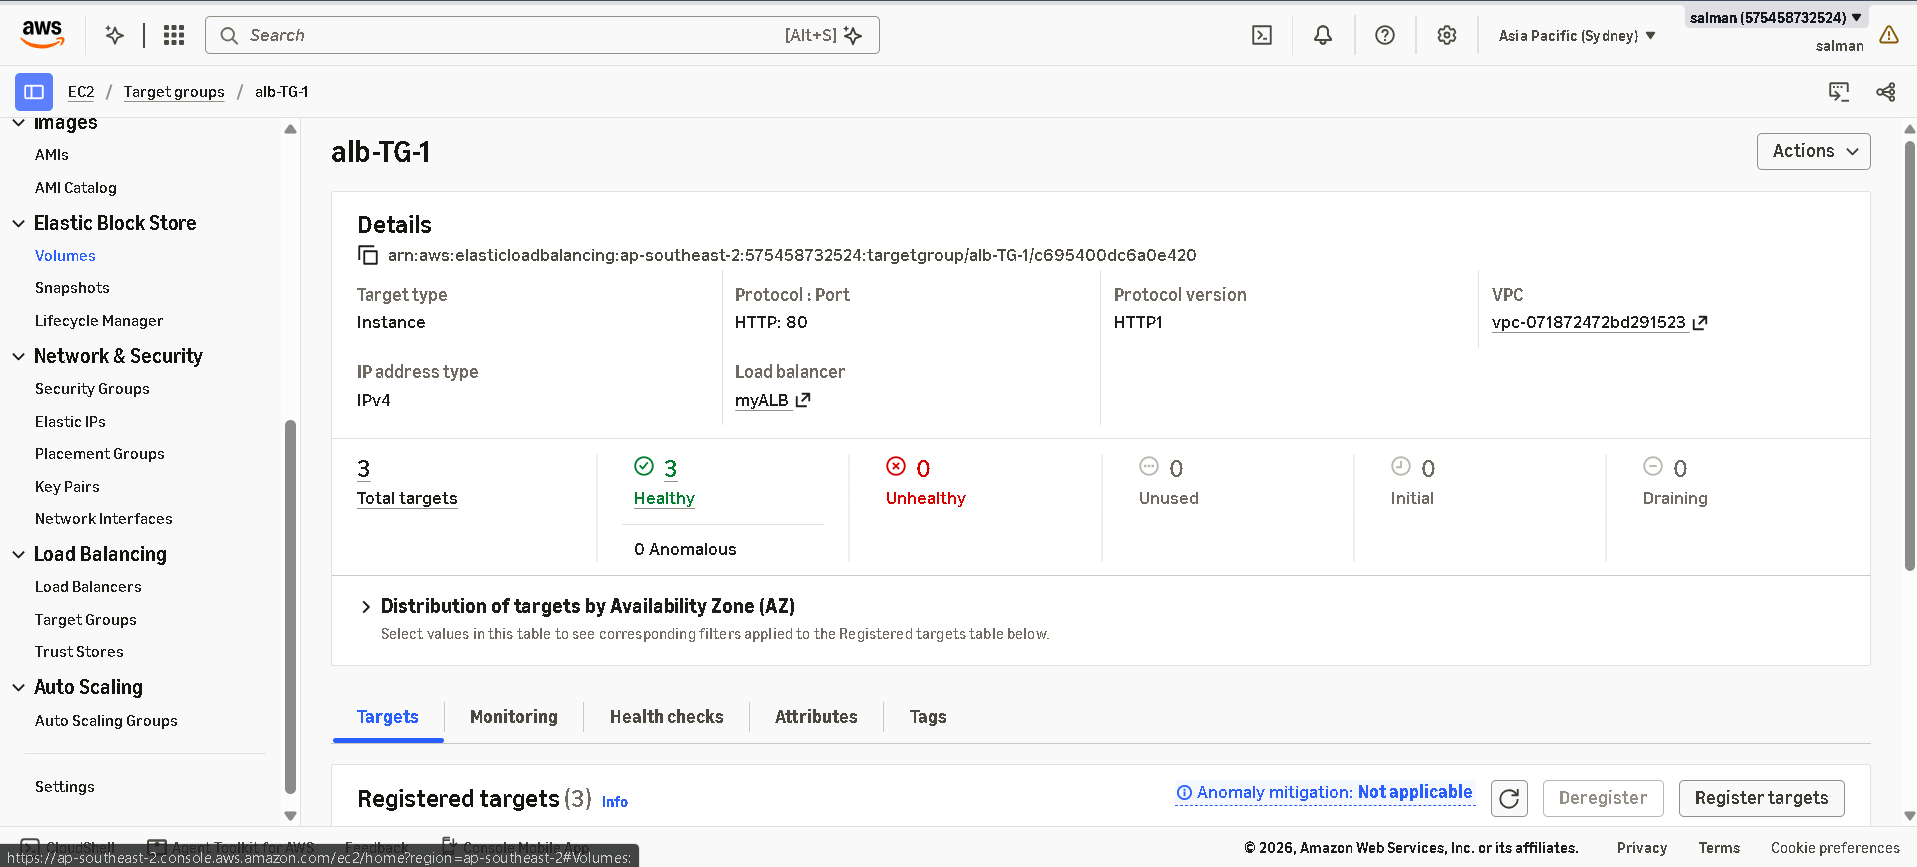 aws
Search [Alt+S]
Asia Pacific (Sydney)
salman (575458732524)
salman
EC2 / Target groups / alb-TG-1
Images
AMIs
AMI Catalog
Elastic Block Store
Volumes
Snapshots
Lifecycle Manager
Network & Security
Security Groups
Elastic IPs
Placement Groups
Key Pairs
Network Interfaces
Load Balancing
Load Balancers
Target Groups
Trust Stores
Auto Scaling
Auto Scaling Groups
Settings
alb-TG-1
Actions
Details
arn:aws:elasticloadbalancing:ap-southeast-2:575458732524:targetgroup/alb-TG-1/c695400dc6a0e420
Target type
Instance
Protocol : Port
HTTP: 80
Protocol version
HTTP1
VPC
vpc-071872472bd291523
IP address type
IPv4
Load balancer
myALB
3
Total targets
3
Healthy
0 Anomalous
0
Unhealthy
0
Unused
0
Initial
0
Draining
Distribution of targets by Availability Zone (AZ)
Select values in this table to see corresponding filters applied to the Registered targets table below.
Targets Monitoring Health checks Attributes Tags
Registered targets (3) Info
Anomaly mitigation: Not applicable
Deregister
Register targets
CloudShell Agent Toolkit for AWS Feedback Console Mobile App
© 2026, Amazon Web Services, Inc. or its affiliates. Privacy Terms Cookie preferences
https://ap-southeast-2.console.aws.amazon.com/ec2/home?region=ap-southeast-2#Volumes: